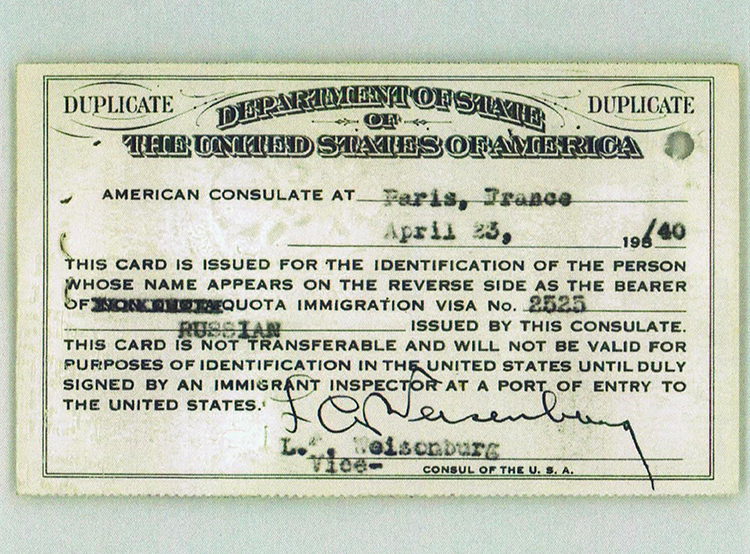 DUPLICATE DEPARTMENT OF STATE DUPLICATE
OF
THE UNITED STATES OF AMERICA
AMERICAN CONSULATE AT Paris, France
April 23, 193/40
THIS CARD IS ISSUED FOR THE IDENTIFICATION OF THE PERSON
WHOSE NAME APPEARS ON THE REVERSE SIDE AS THE BEARER
OF QUOTA IMMIGRATION VISA No. 2525
RUSSIAN ISSUED BY THIS CONSULATE.
THIS CARD IS NOT TRANSFERABLE AND WILL NOT BE VALID FOR
PURPOSES OF IDENTIFICATION IN THE UNITED STATES UNTIL DULY
SIGNED BY AN IMMIGRANT INSPECTOR AT A PORT OF ENTRY TO
THE UNITED STATES. L C Weisenburg
L. Weisenburg
Vice- CONSUL OF THE U. S. A.